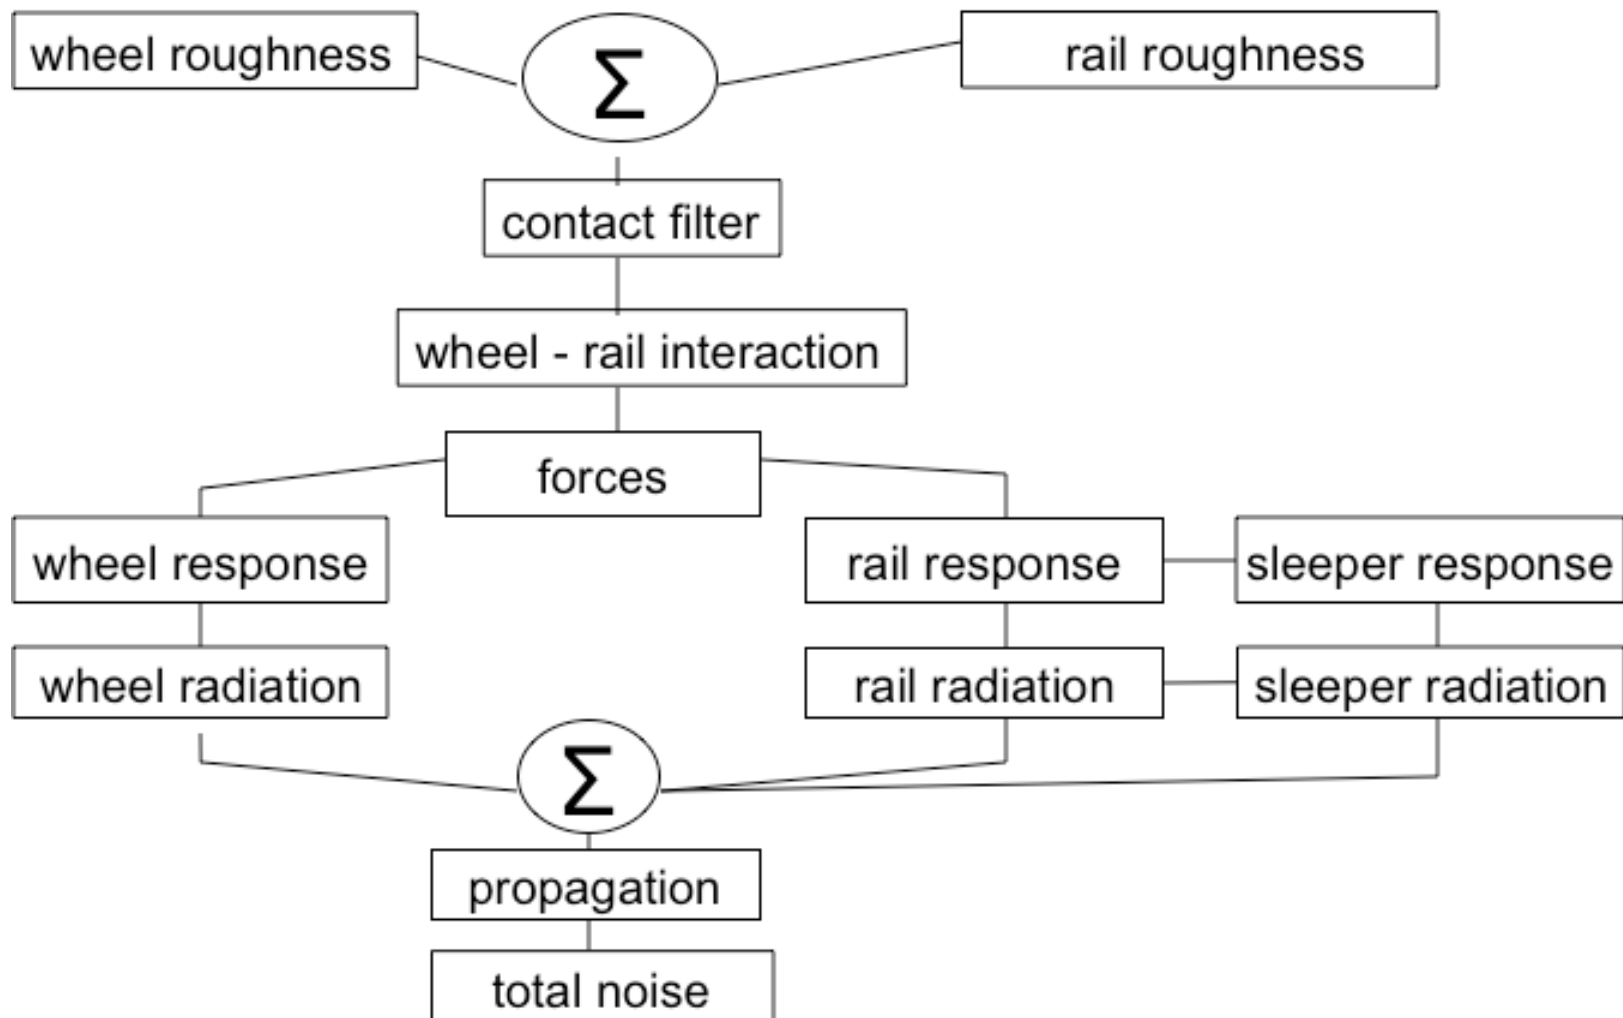 wheel roughness
Σ
rail roughness
contact filter
wheel - rail interaction
forces
wheel response
rail response
sleeper response
wheel radiation
rail radiation
sleeper radiation
Σ
propagation
total noise